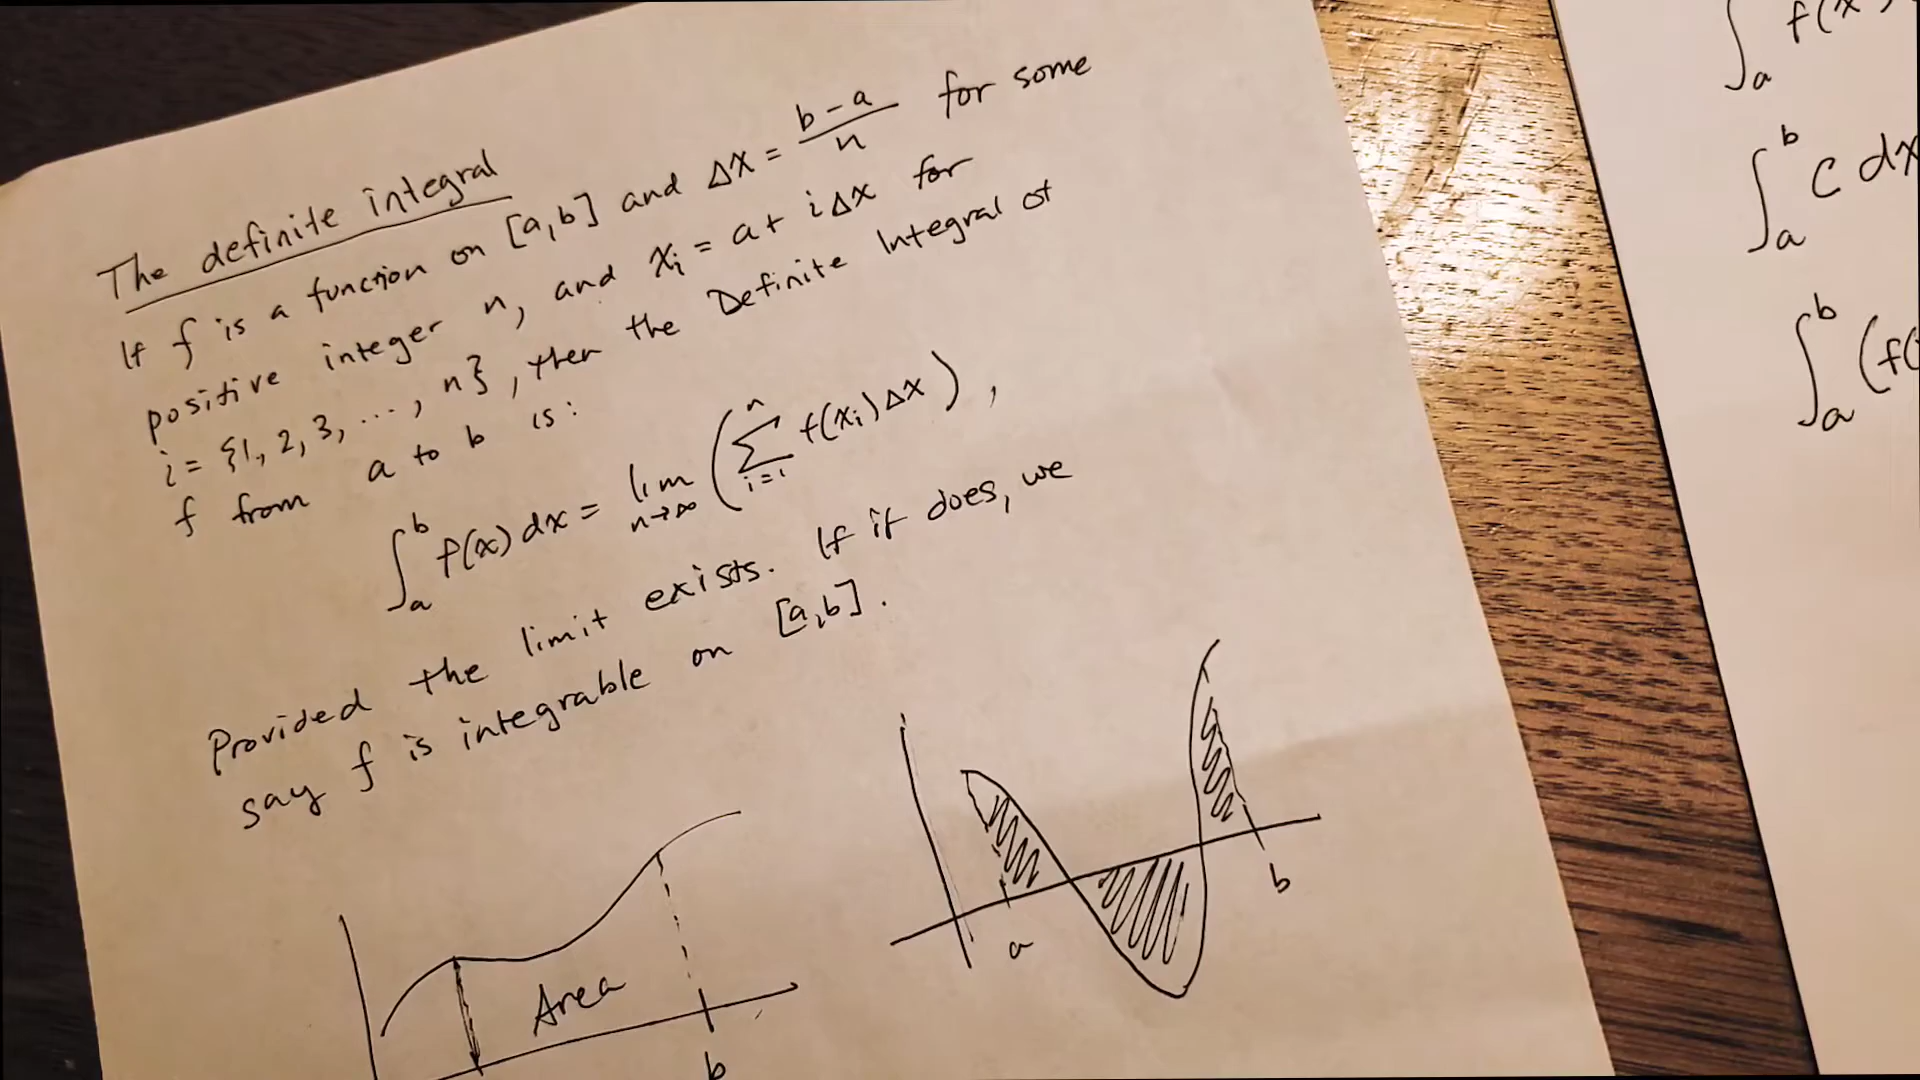 The definite integral
If f is a function on [a,b] and Δx = (b-a)/n for some
positive integer n, and xᵢ = a + iΔx for
i = {1, 2, 3, ..., n}, then the Definite Integral of
f from a to b is:
∫ₐᵇ f(x) dx = lim n→∞ (∑ i=1 n f(xᵢ) Δx),
Provided the limit exists. If it does, we
say f is integrable on [a,b].
Area
b
a
b
∫ₐ f(x)
∫ₐᵇ c dx
∫ₐᵇ (f(